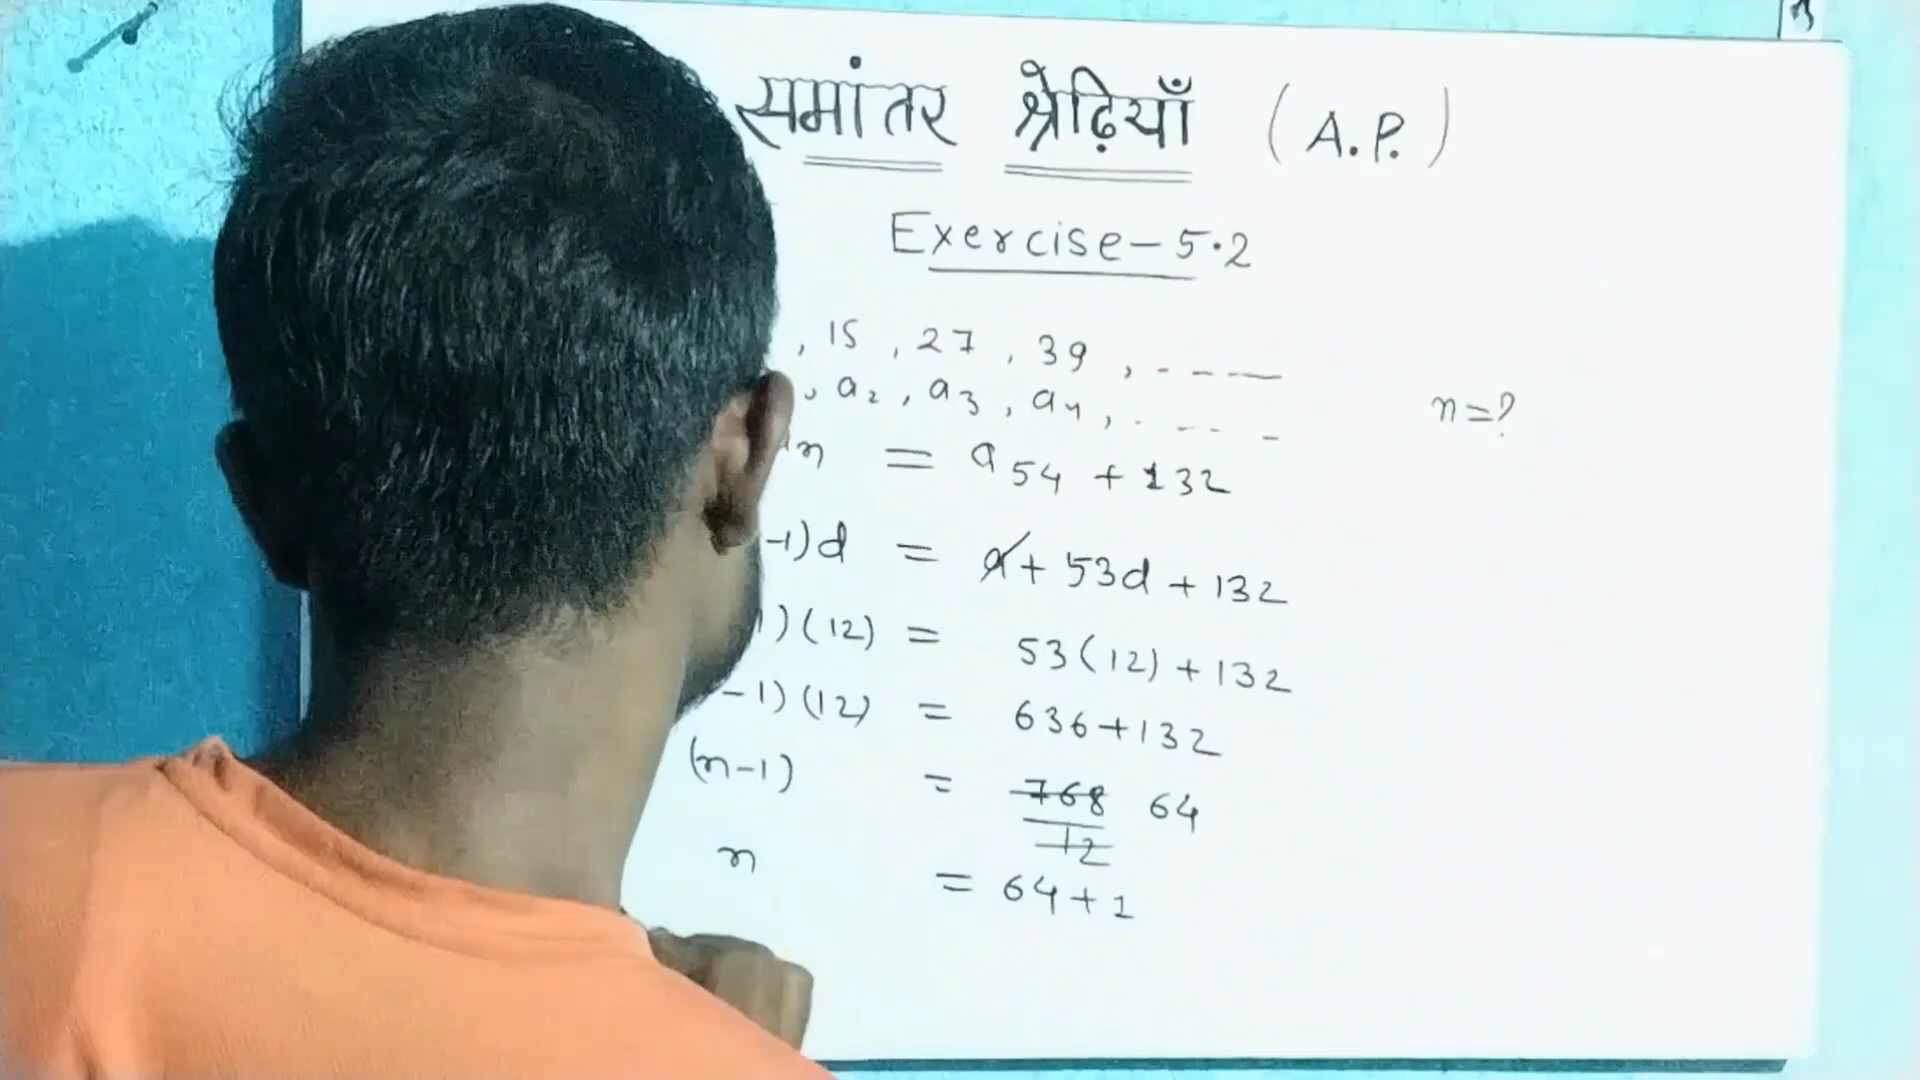 समांतर श्रेढ़ियाँ (A.P.)
Exercise-5.2
, 15 , 27 , 39 , - - - —
, a₂ , a₃ , a₄ , - - - -
n=?
n = a₅₄ + 132
-1)d = a + 53d + 132
1)(12) = 53(12) + 132
-1)(12) = 636+132
(n-1) = 768/12 64
n = 64+1